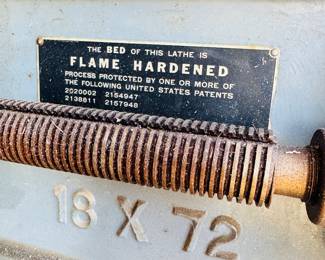 THE BED OF THIS LATHE IS
FLAME HARDENED
PROCESS PROTECTED BY ONE OR MORE OF
THE FOLLOWING UNITED STATES PATENTS
2020002 2154947
2138811 2157948
18 X 72